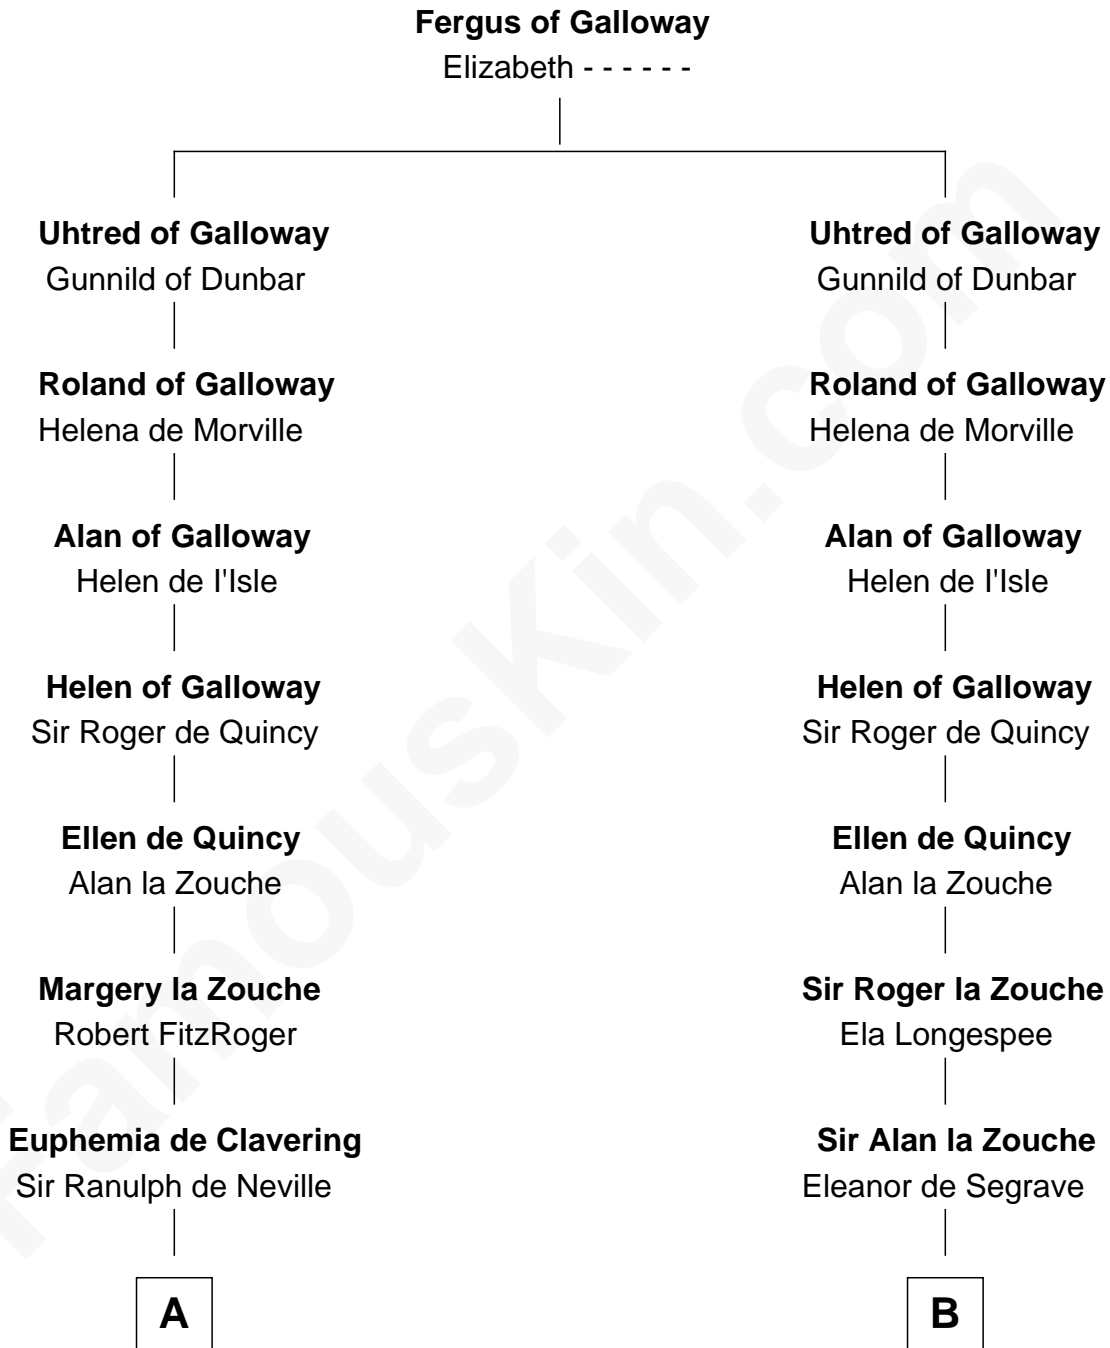 Fergus of Galloway
Elizabeth - - - - - -
Uhtred of Galloway
Gunnild of Dunbar
Roland of Galloway
Helena de Morville
Alan of Galloway
Helen de I'Isle
Helen of Galloway
Sir Roger de Quincy
Ellen de Quincy
Alan la Zouche
Margery la Zouche
Robert FitzRoger
Euphemia de Clavering
Sir Ranulph de Neville
A
Uhtred of Galloway
Gunnild of Dunbar
Roland of Galloway
Helena de Morville
Alan of Galloway
Helen de I'Isle
Helen of Galloway
Sir Roger de Quincy
Ellen de Quincy
Alan la Zouche
Sir Roger la Zouche
Ela Longespee
Sir Alan la Zouche
Eleanor de Segrave
B
FamousKin.com